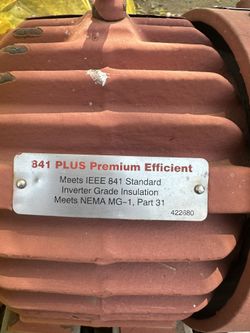 841 PLUS Premium Efficient
Meets IEEE 841 Standard
Inverter Grade Insulation
Meets NEMA MG-1, Part 31
422680